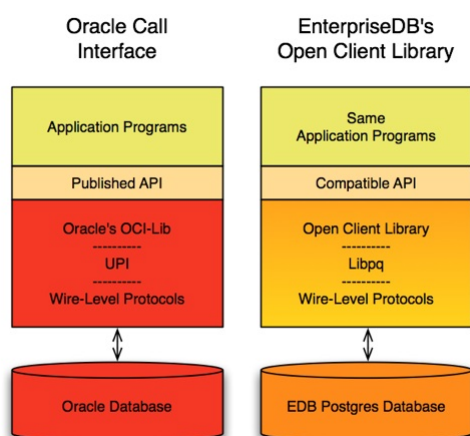 Oracle Call
Interface
Application Programs
Published API
Oracle's OCI-Lib
----------
UPI
----------
Wire-Level Protocols
Oracle Database
EnterpriseDB's
Open Client Library
Same
Application Programs
Compatible API
Open Client Library
----------
Libpq
----------
Wire-Level Protocols
EDB Postgres Database